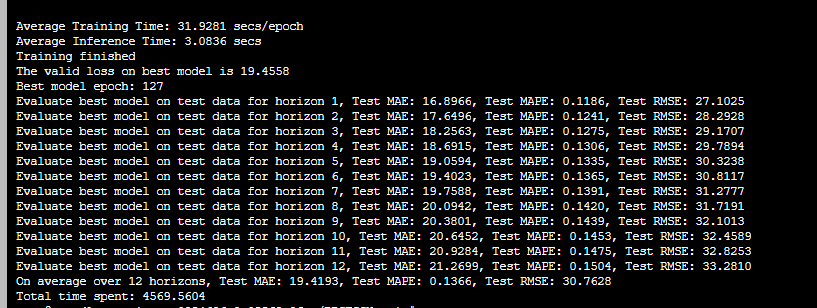 Average Training Time: 31.9281 secs/epoch
Average Inference Time: 3.0836 secs
Training finished
The valid loss on best model is 19.4558
Best model epoch: 127
Evaluate best model on test data for horizon 1, Test MAE: 16.8966, Test MAPE: 0.1186, Test RMSE: 27.1025
Evaluate best model on test data for horizon 2, Test MAE: 17.6496, Test MAPE: 0.1241, Test RMSE: 28.2928
Evaluate best model on test data for horizon 3, Test MAE: 18.2563, Test MAPE: 0.1275, Test RMSE: 29.1707
Evaluate best model on test data for horizon 4, Test MAE: 18.6915, Test MAPE: 0.1306, Test RMSE: 29.7894
Evaluate best model on test data for horizon 5, Test MAE: 19.0594, Test MAPE: 0.1335, Test RMSE: 30.3238
Evaluate best model on test data for horizon 6, Test MAE: 19.4023, Test MAPE: 0.1365, Test RMSE: 30.8117
Evaluate best model on test data for horizon 7, Test MAE: 19.7588, Test MAPE: 0.1391, Test RMSE: 31.2777
Evaluate best model on test data for horizon 8, Test MAE: 20.0942, Test MAPE: 0.1420, Test RMSE: 31.7191
Evaluate best model on test data for horizon 9, Test MAE: 20.3801, Test MAPE: 0.1439, Test RMSE: 32.1013
Evaluate best model on test data for horizon 10, Test MAE: 20.6452, Test MAPE: 0.1453, Test RMSE: 32.4589
Evaluate best model on test data for horizon 11, Test MAE: 20.9284, Test MAPE: 0.1475, Test RMSE: 32.8253
Evaluate best model on test data for horizon 12, Test MAE: 21.2699, Test MAPE: 0.1504, Test RMSE: 33.2810
On average over 12 horizons, Test MAE: 19.4193, Test MAPE: 0.1366, Test RMSE: 30.7628
Total time spent: 4569.5604